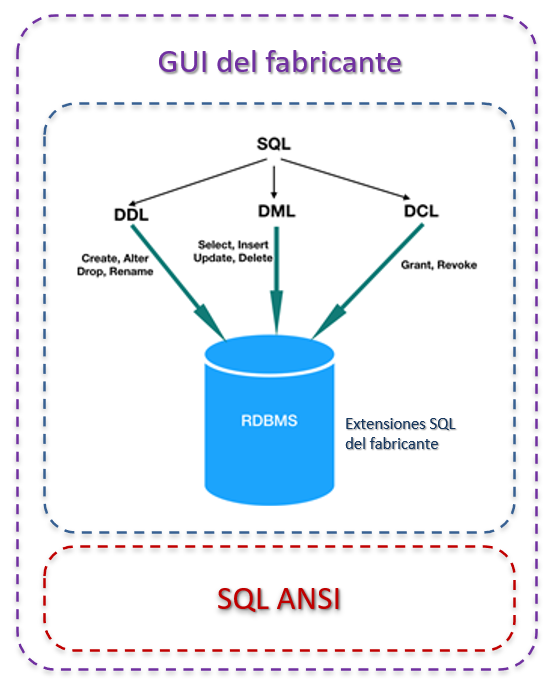 GUI del fabricante
SQL
DDL
DML
DCL
Create, Alter
Drop, Rename
Select, Insert
Update, Delete
Grant, Revoke
RDBMS
Extensiones SQL
del fabricante
SQL ANSI